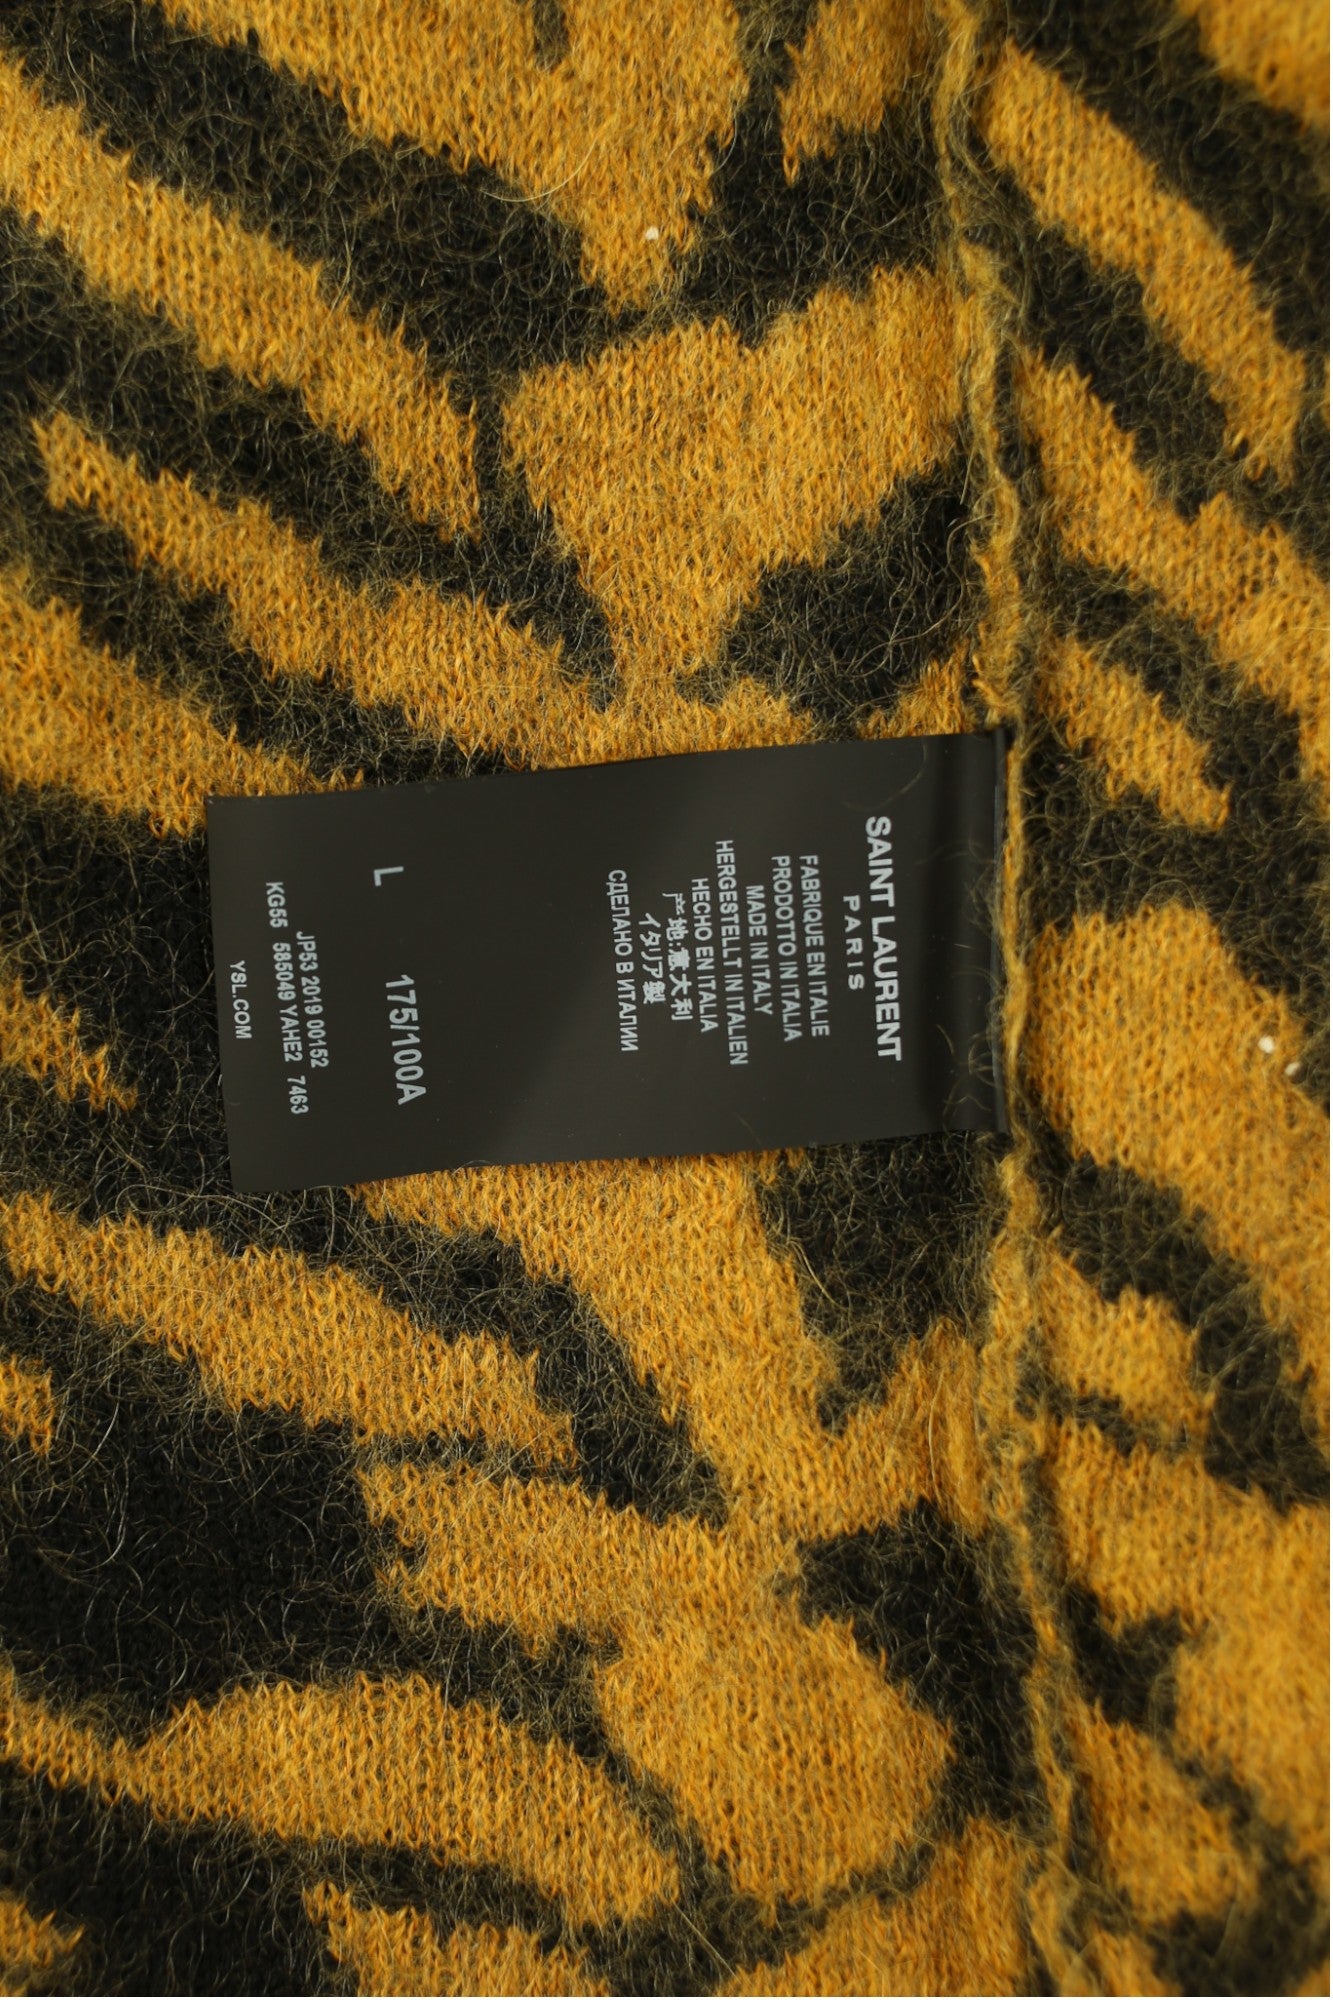 SAINT LAURENT
PARIS
FABRIQUE EN ITALIE
PRODOTTO IN ITALIA
MADE IN ITALY
HERGESTELLT IN ITALIEN
HECHO EN ITALIA
产地:意大利
イタリア製
СДЕЛАНО В ИТАЛИИ
L 175/100A
JP53 2019 00152
KG55 585049 YAHE2 7463
YSL.COM